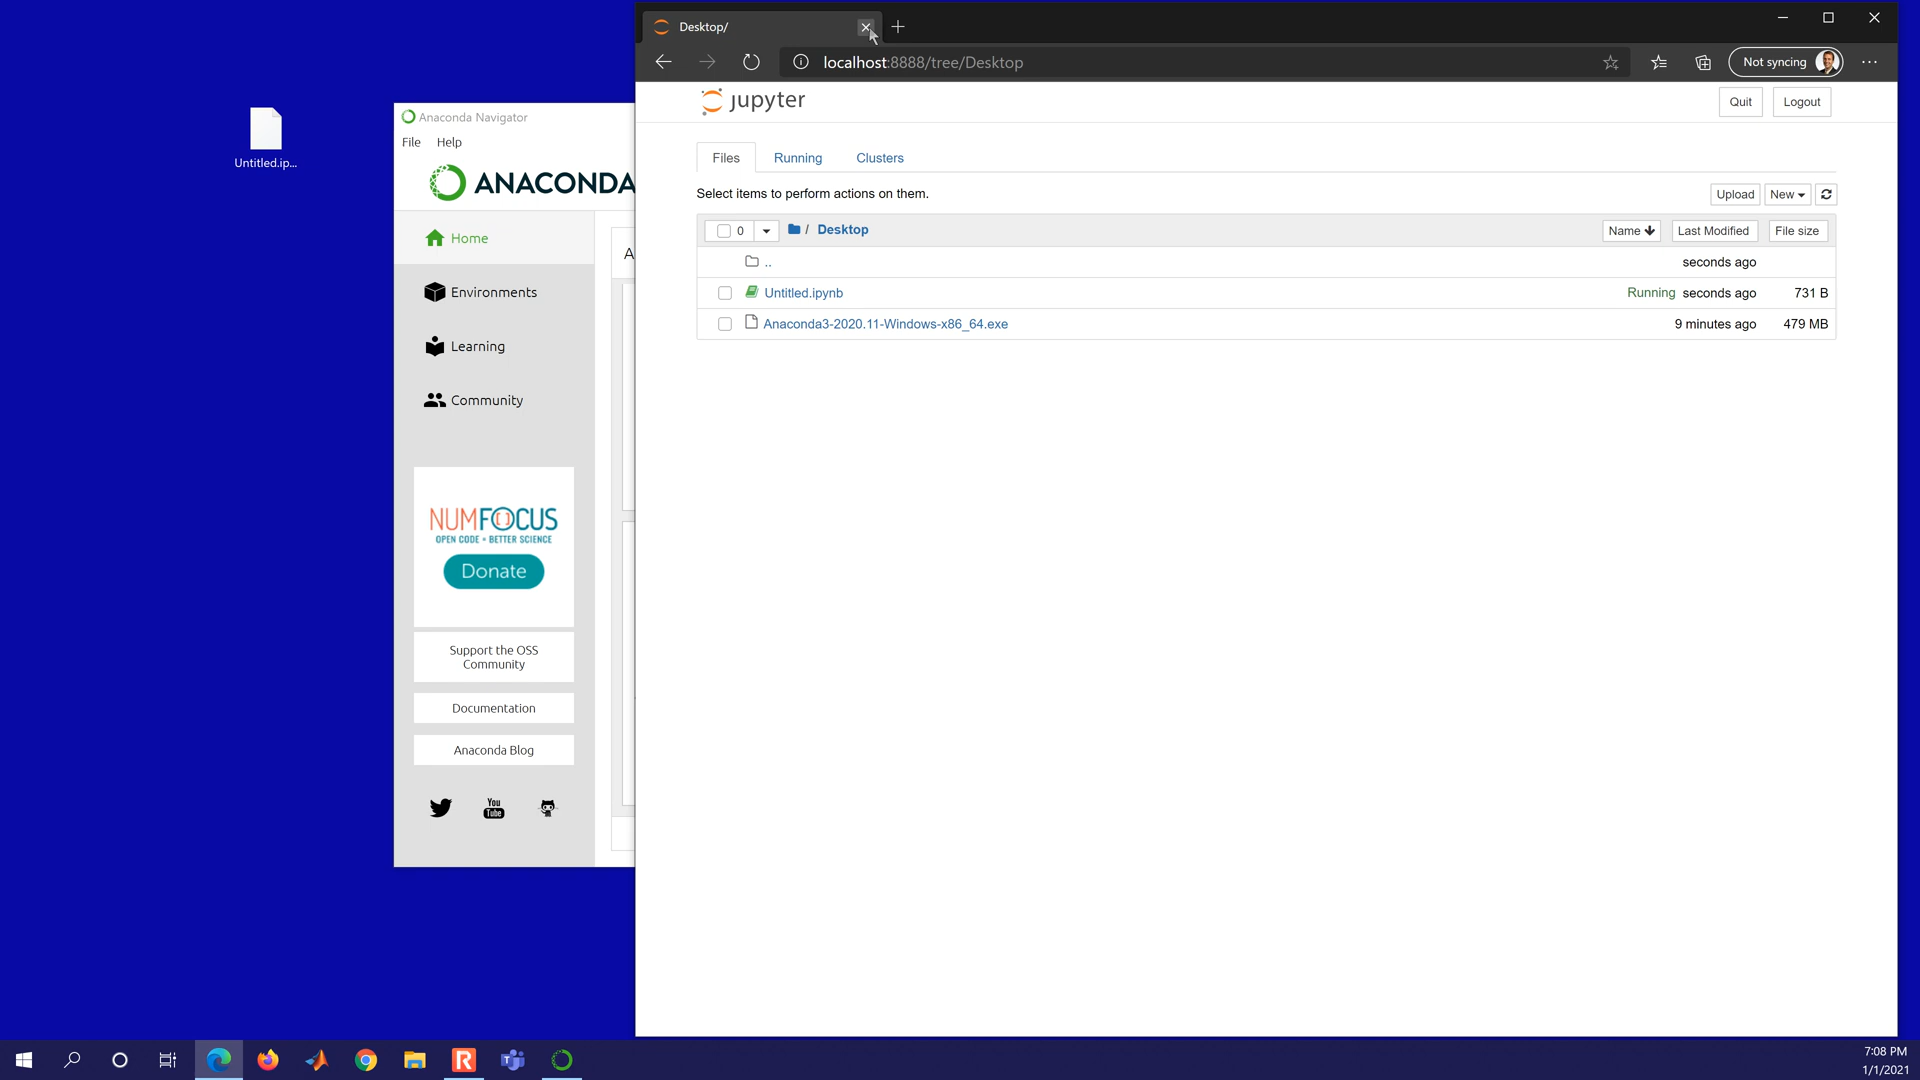 Untitled.ip...
Anaconda Navigator
File Help
ANACONDA
Home
A
Environments
Learning
Community
NUMFOCUS
OPEN CODE = BETTER SCIENCE
Donate
Support the OSS
Community
Documentation
Anaconda Blog
You
Tube
Desktop/
localhost:8888/tree/Desktop
Not syncing
jupyter
Quit Logout
Files Running Clusters
Select items to perform actions on them.
Upload New
0 / Desktop Name Last Modified File size
.. seconds ago
Untitled.ipynb Running seconds ago 731 B
Anaconda3-2020.11-Windows-x86_64.exe 9 minutes ago 479 MB
R
T
7:08 PM
1/1/2021